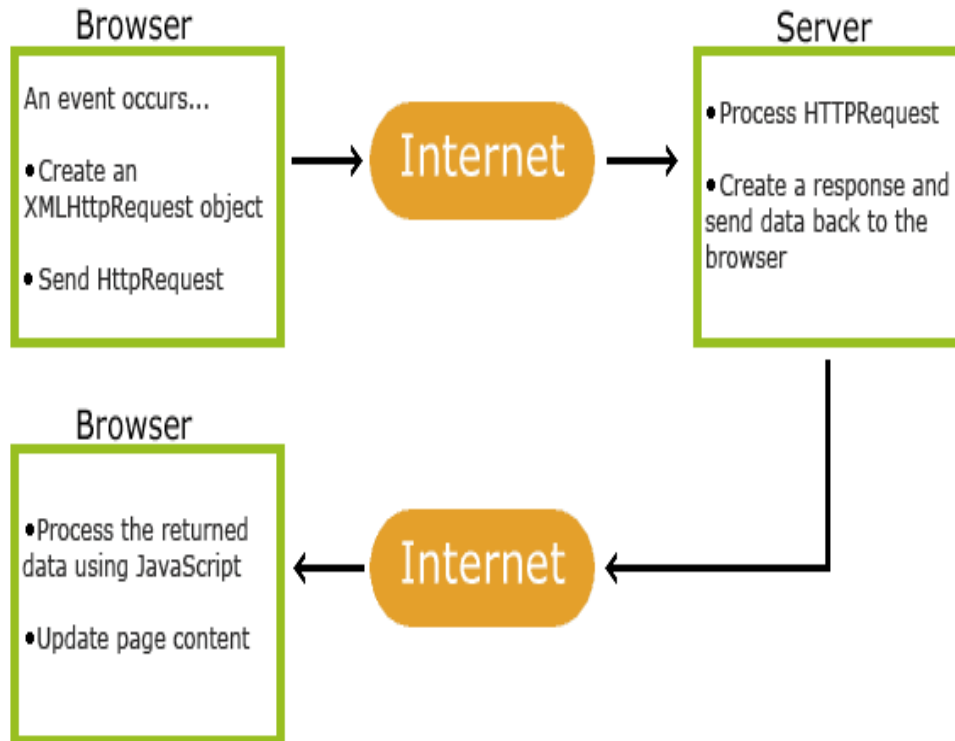 Browser
An event occurs...
•Create an
XMLHttpRequest object
•Send HttpRequest
Internet
Server
•Process HTTPRequest
•Create a response and
send data back to the
browser
Browser
•Process the returned
data using JavaScript
•Update page content
Internet